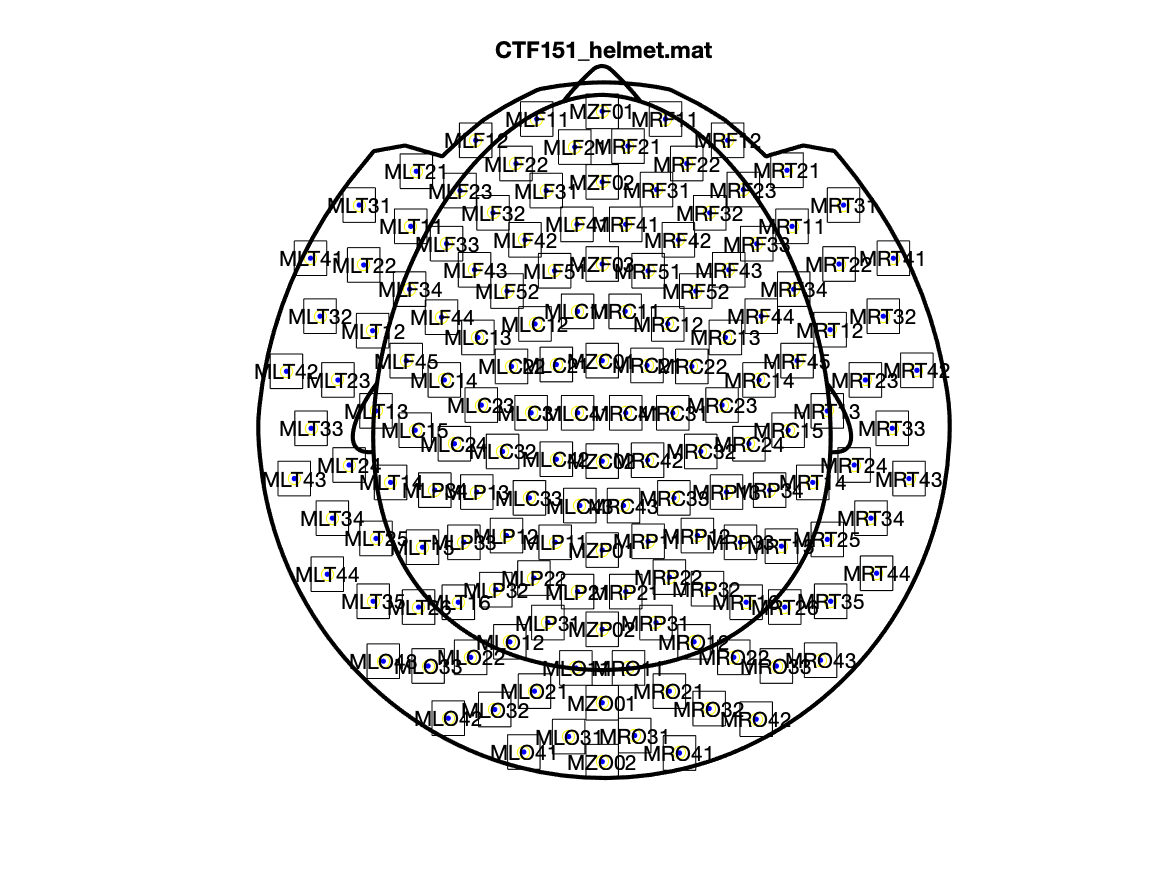 CTF151_helmet.mat
MZF01
MLF11 MRF11
MLF12 MRF12
MLF21 MRF21
MLF22 MRF22
MLT21 MRT21
MZF02
MLF23 MLF31 MRF31 MRF23
MLT31 MRT31
MLF32 MRF32
MLT11 MLF41 MRF41 MRT11
MLF33 MLF42 MRF42 MRF33
MLT41 MRT41
MLT22 MZF03 MRT22
MLF43 MLF51 MRF51 MRF43
MLF34 MLF52 MRF52 MRF34
MLC11 MRC11
MLT32 MLF44 MRF44 MRT32
MLC12 MRC12
MLT12 MRT12
MLC13 MRC13
MLF45 MZC01 MRF45
MLC22 MLC21 MRC21 MRC22
MLT42 MRT42
MLT23 MLC14 MRC14 MRT23
MLC23 MRC23
MLT13 MLC31 MLC41 MRC41 MRC31 MRT13
MLT33 MLC15 MRC15 MRT33
MLC24 MRC24
MLC32 MRC32
MLC42 MZC02 MRC42
MLT24 MRT24
MLT43 MRT43
MLT14 MRT14
MLP34 MLP13 MRP13 MRP34
MLC33 MRC33
MLC43 MRC43
MLT34 MRT34
MLT25 MLP12 MRP12 MRT25
MLT15 MLP33 MLP11 MRP11 MRP33 MRT15
MZP01
MLT44 MRT44
MLP22 MRP22
MLP32 MLP21 MRP21 MRP32
MLT35 MLT26 MLT16 MRT16 MRT26 MRT35
MLP31 MZP02 MRP31
MLO12 MRO12
MLO22 MRO22
MLO43 MLO33 MLO11 MRO11 MRO33 MRO43
MLO21 MRO21
MZO01
MLO32 MRO32
MLO42 MRO42
MLO31 MRO31
MLO41 MRO41
MZO02